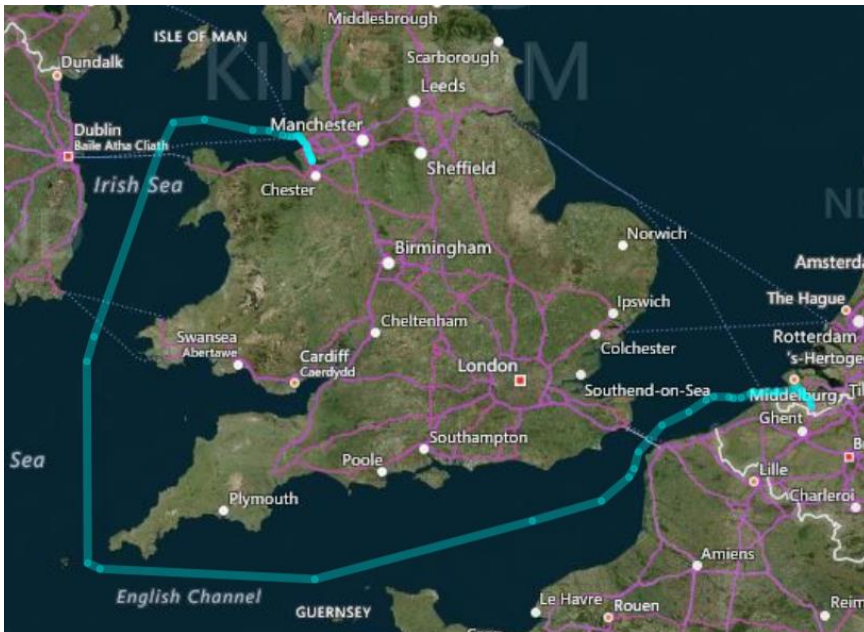 Middlesbrough
ISLE OF MAN
Scarborough
Dundalk
KINGDOM
Leeds
Dublin
Baile Atha Cliath
Manchester
Sheffield
Irish Sea
Chester
Norwich
Birmingham
Amsterda
The Hague
Ipswich
Swansea
Abertawe
Cheltenham
Colchester
Rotterdam
Cardiff
Caerdydd
London
's-Hertoge
Southend-on-Sea
Middelburg
Til
Ghent
Southampton
B
Sea
Poole
Lille
Plymouth
Charleroi
Amiens
English Channel
GUERNSEY
Le Havre
Rouen
Reim